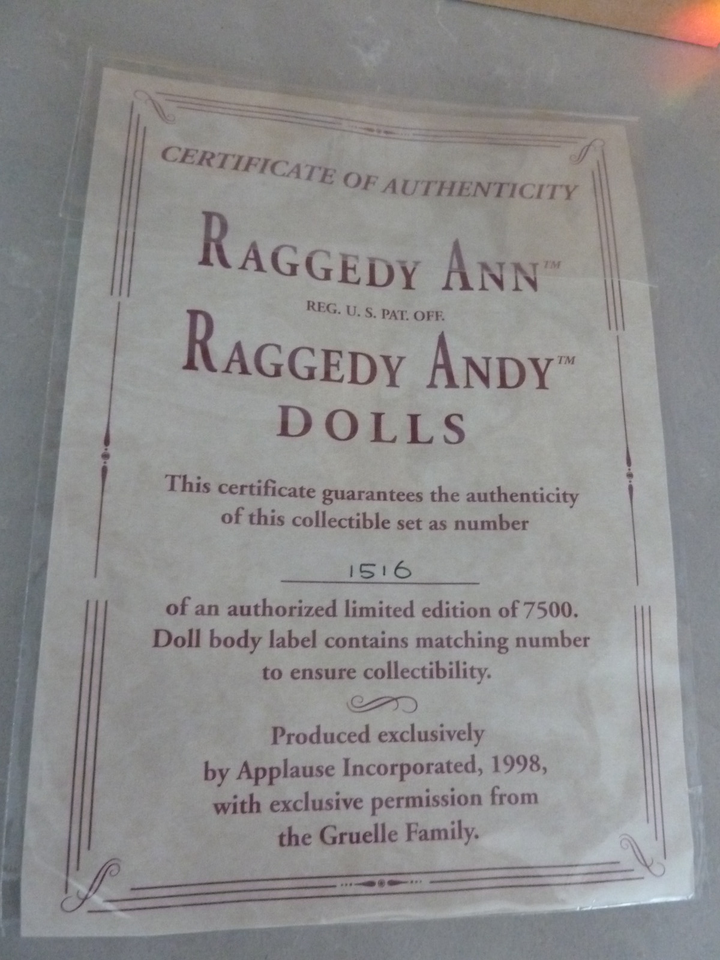 CERTIFICATE OF AUTHENTICITY
RAGGEDY ANN™
REG. U. S. PAT. OFF.
RAGGEDY ANDY™
DOLLS
This certificate guarantees the authenticity
of this collectible set as number
1516
of an authorized limited edition of 7500.
Doll body label contains matching number
to ensure collectibility.
Produced exclusively
by Applause Incorporated, 1998,
with exclusive permission from
the Gruelle Family.